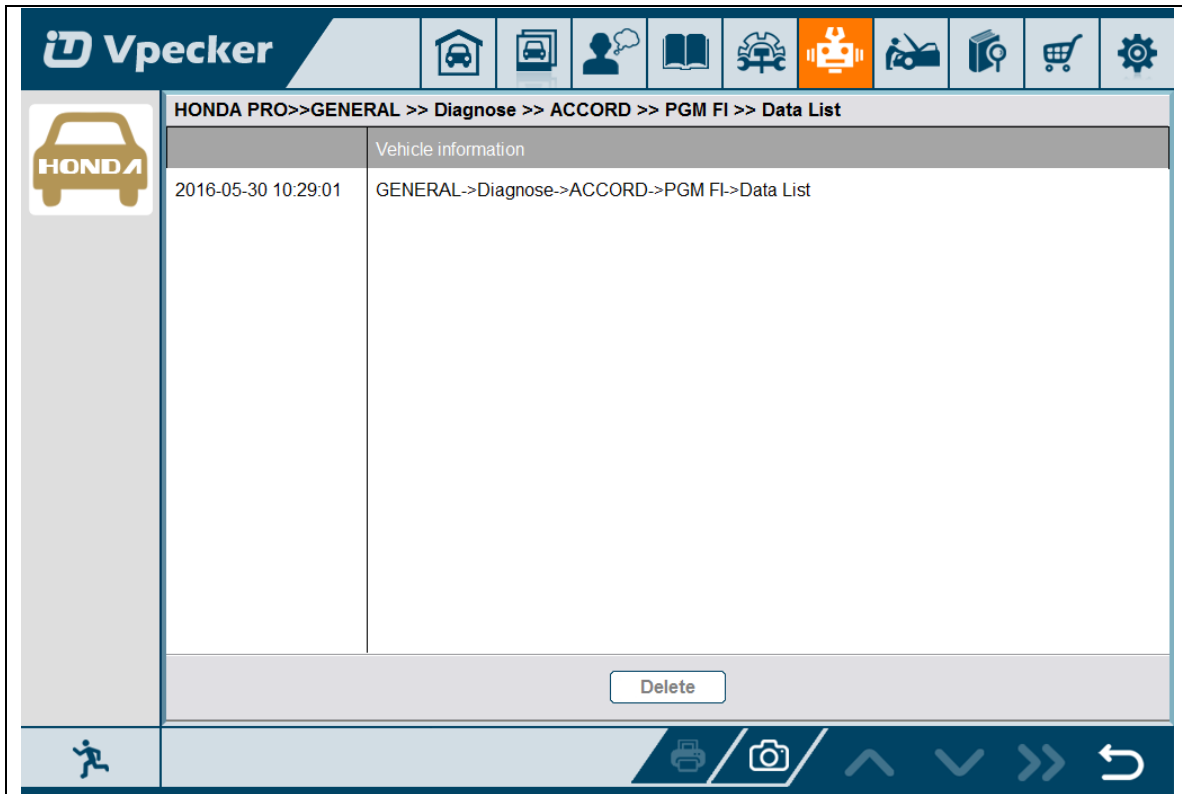 Vpecker
HONDA PRO>>GENERAL >> Diagnose >> ACCORD >> PGM FI >> Data List
HONDA
Vehicle information
2016-05-30 10:29:01 GENERAL->Diagnose->ACCORD->PGM FI->Data List
Delete